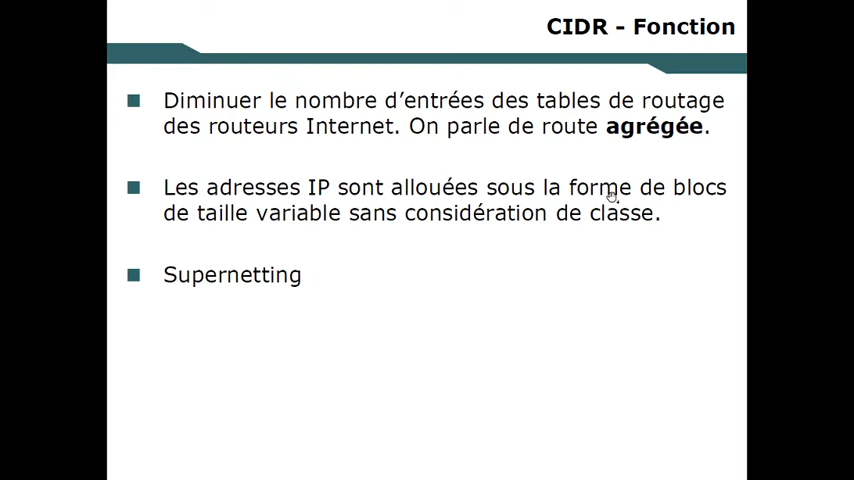 CIDR - Fonction
Diminuer le nombre d’entrées des tables de routage
des routeurs Internet. On parle de route agrégée.
Les adresses IP sont allouées sous la forme de blocs
de taille variable sans considération de classe.
Supernetting